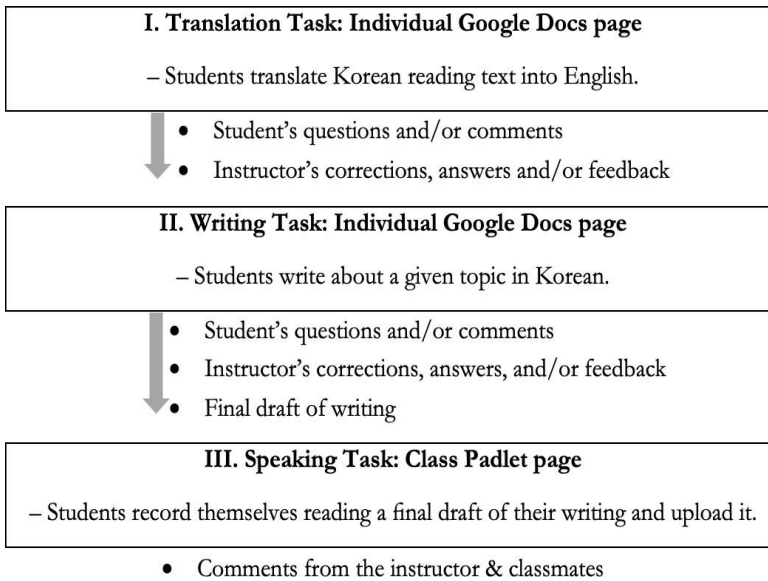 I. Translation Task: Individual Google Docs page
– Students translate Korean reading text into English.
• Student’s questions and/or comments
• Instructor’s corrections, answers and/or feedback
II. Writing Task: Individual Google Docs page
– Students write about a given topic in Korean.
• Student’s questions and/or comments
• Instructor’s corrections, answers, and/or feedback
• Final draft of writing
III. Speaking Task: Class Padlet page
– Students record themselves reading a final draft of their writing and upload it.
• Comments from the instructor & classmates